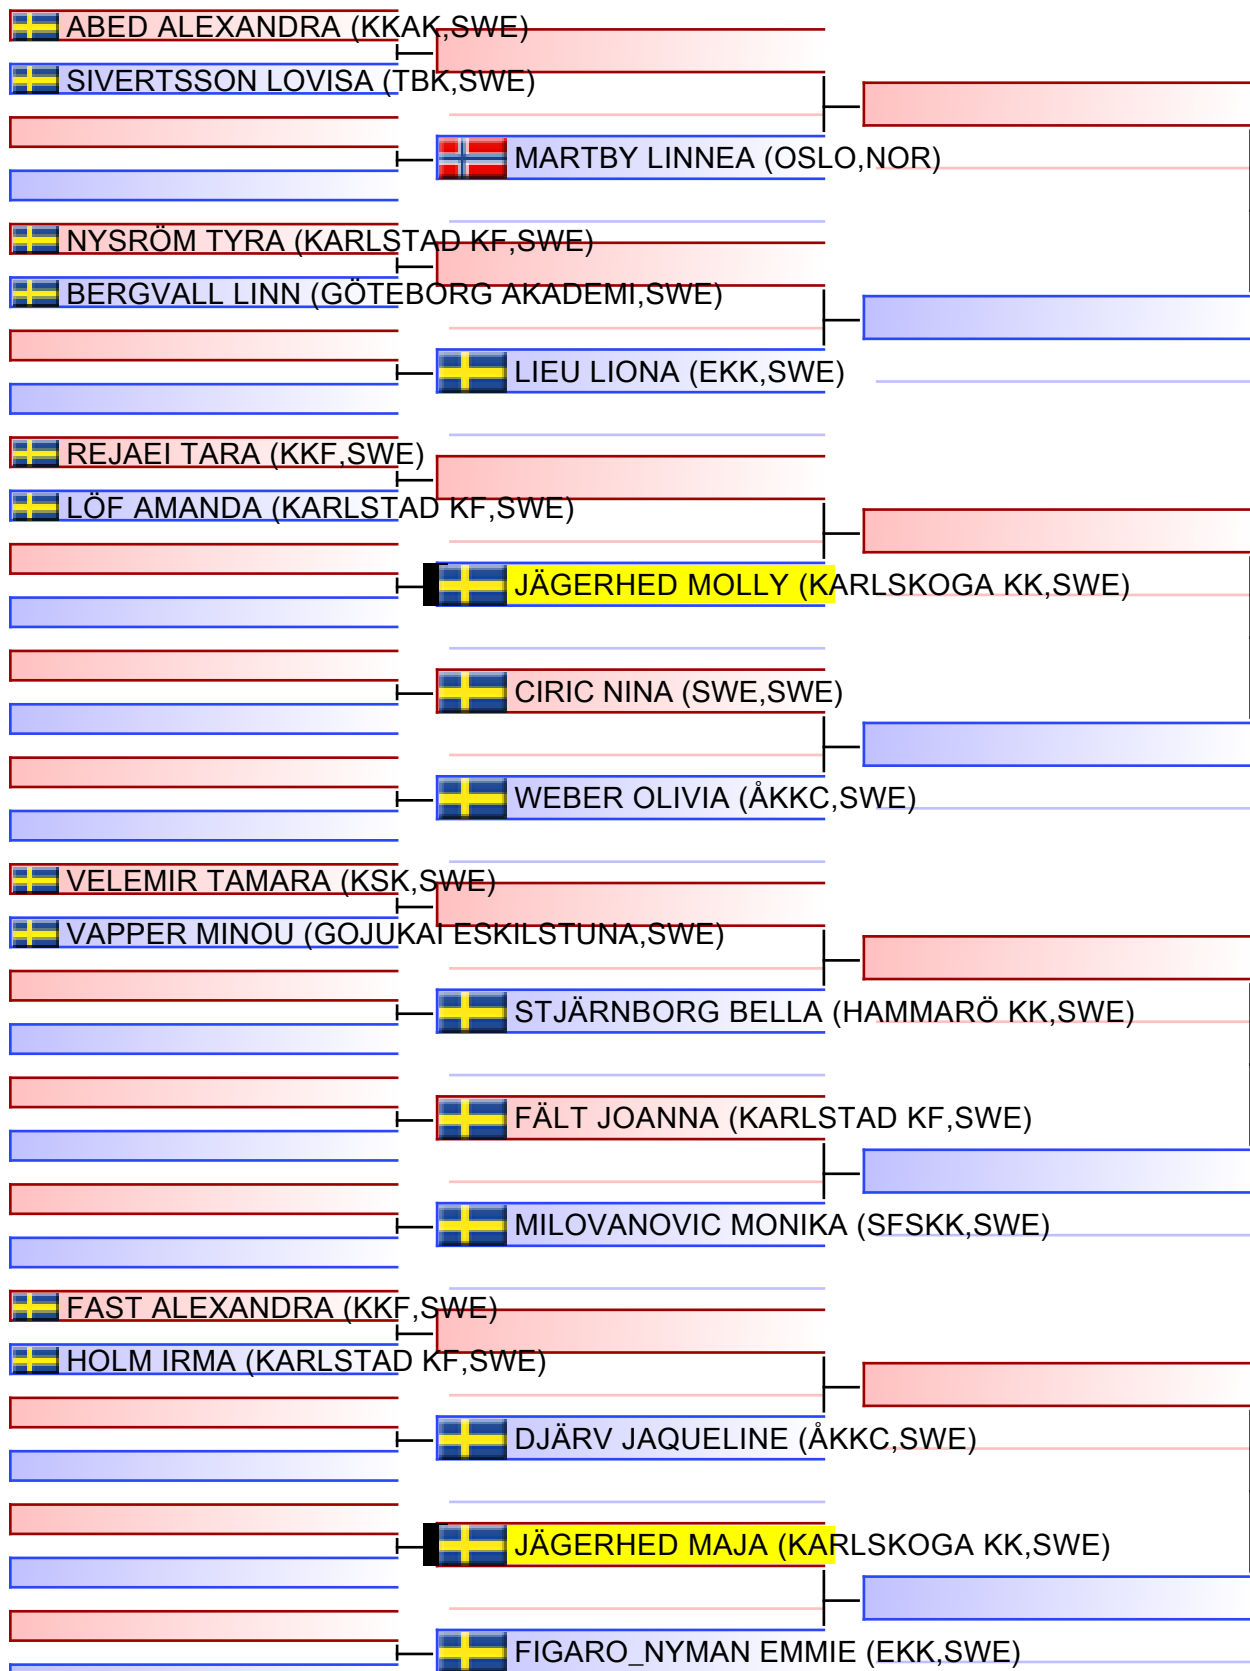 ABED ALEXANDRA (KKAK,SWE)
SIVERTSSON LOVISA (TBK,SWE)
MARTBY LINNEA (OSLO,NOR)
NYSRÖM TYRA (KARLSTAD KF,SWE)
BERGVALL LINN (GÖTEBORG AKADEMI,SWE)
LIEU LIONA (EKK,SWE)
REJAEI TARA (KKF,SWE)
LÖF AMANDA (KARLSTAD KF,SWE)
JÄGERHED MOLLY (KARLSKOGA KK,SWE)
CIRIC NINA (SWE,SWE)
WEBER OLIVIA (ÅKKC,SWE)
VELEMIR TAMARA (KSK,SWE)
VAPPER MINOU (GOJUKAI ESKILSTUNA,SWE)
STJÄRNBORG BELLA (HAMMARÖ KK,SWE)
FÄLT JOANNA (KARLSTAD KF,SWE)
MILOVANOVIC MONIKA (SFSKK,SWE)
FAST ALEXANDRA (KKF,SWE)
HOLM IRMA (KARLSTAD KF,SWE)
DJÄRV JAQUELINE (ÅKKC,SWE)
JÄGERHED MAJA (KARLSKOGA KK,SWE)
FIGARO_NYMAN EMMIE (EKK,SWE)